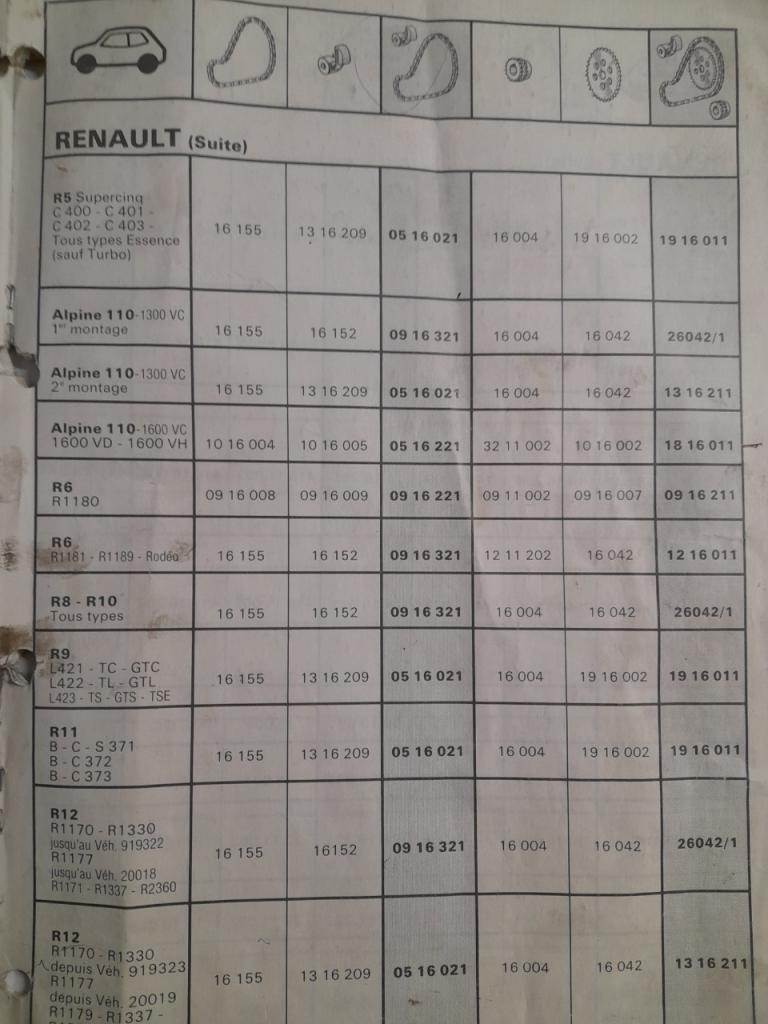 RENAULT (Suite)
R5 Supercinq
C 400 - C 401 -
C 402 - C 403 -
Tous types Essence
(sauf Turbo)
16 155 13 16 209 05 16 021 16 004 19 16 002 19 16 011
Alpine 110-1300 VC
1er montage
16 155 16 152 09 16 321 16 004 16 042 26042/1
Alpine 110-1300 VC
2e montage
16 155 13 16 209 05 16 021 16 004 16 042 13 16 211
Alpine 110-1600 VC
1600 VD - 1600 VH 10 16 004 10 16 005 05 16 221 32 11 002 10 16 002 18 16 011
R6
R1180 09 16 008 09 16 009 09 16 221 09 11 002 09 16 007 09 16 211
R6
R1181 - R1189 - Rodéo 16 155 16 152 09 16 321 12 11 202 16 042 12 16 011
R8 - R10
Tous types 16 155 16 152 09 16 321 16 004 16 042 26042/1
R9
L421 - TC - GTC
L422 - TL - GTL
L423 - TS - GTS - TSE
16 155 13 16 209 05 16 021 16 004 19 16 002 19 16 011
R11
B - C - S 371
B - C 372
B - C 373
16 155 13 16 209 05 16 021 16 004 19 16 002 19 16 011
R12
R1170 - R1330
jusqu'au Véh. 919322
R1177
jusqu'au Véh. 20018
R1171 - R1337 - R2360
16 155 16152 09 16 321 16 004 16 042 26042/1
R12
R1170 - R1330
depuis Véh. 919323
R1177
depuis Véh. 20019
R1179 - R1337 -
16 155 13 16 209 05 16 021 16 004 16 042 13 16 211